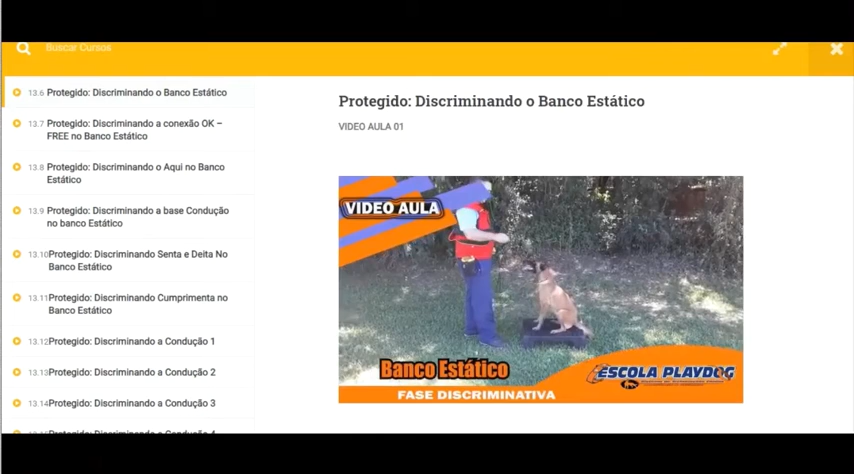 Buscar Cursos
13.6 Protegido: Discriminando o Banco Estático
13.7 Protegido: Discriminando a conexão OK –
FREE no Banco Estático
13.8 Protegido: Discriminando o Aqui no Banco
Estático
13.9 Protegido: Discriminando a base Condução
no banco Estático
13.10 Protegido: Discriminando Senta e Deita No
Banco Estático
13.11 Protegido: Discriminando Cumprimenta no
Banco Estático
13.12 Protegido: Discriminando a Condução 1
13.13 Protegido: Discriminando a Condução 2
13.14 Protegido: Discriminando a Condução 3
Protegido: Discriminando a Condução 4
Protegido: Discriminando o Banco Estático
VIDEO AULA 01
VIDEO AULA
Banco Estático
ESCOLA PLAYDOG
FASE DISCRIMINATIVA